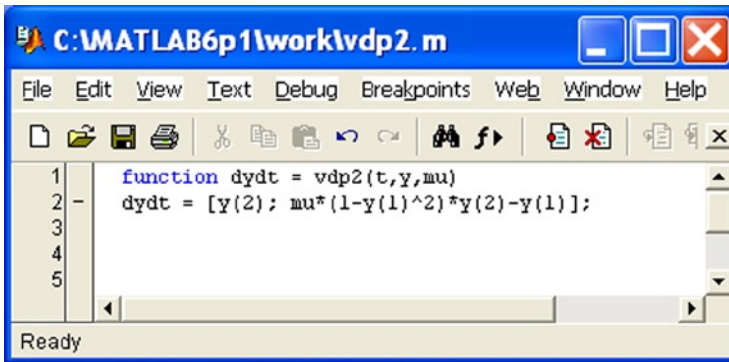 C:\MATLAB6p1\work\vdp2.m
File Edit View Text Debug Breakpoints Web Window Help
1 function dydt = vdp2(t,y,mu)
2 dydt = [y(2); mu*(1-y(1)^2)*y(2)-y(1)];
3
4
5
Ready